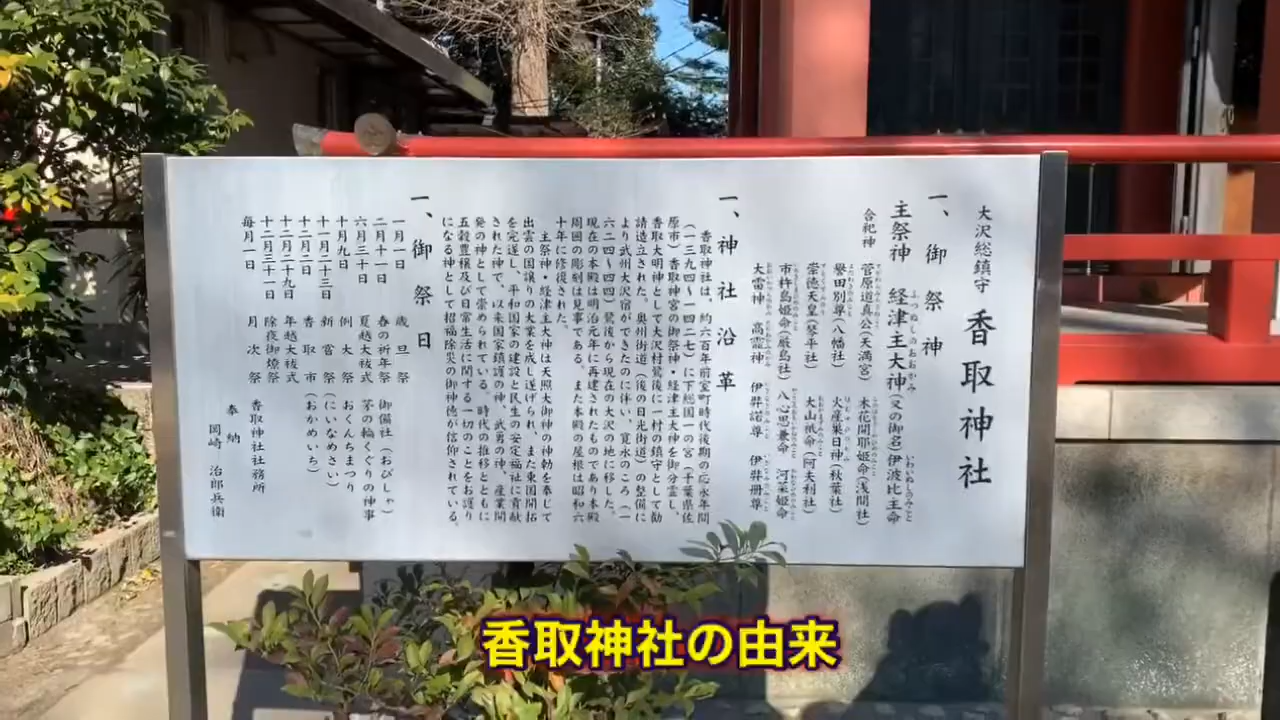 大沢総鎮守
香取神社
一、御祭神
主祭神 経津主大神(又の御名)伊波比主命
ふつぬしのおおかみ
いわいぬしのみこと
合祀神
菅原道真公(天満宮) 木花開耶姫命(浅間社)
誉田別尊(八幡社) 火産巣日神(秋葉社)
崇徳天皇(琴平社) 大山祇命(阿夫利社)
市杵島姫命(厳島社) 八心思兼命 河菜姫命
大雷神 高龗神 伊弉諾尊 伊弉冊尊
一、神社沿革
香取神社は、約六百年前室町時代後期の応永年間
(一三九四〜一四二七)に下総国一の宮(千葉県佐
原市)香取神宮の御祭神・経津主大神を御分霊し、
香取大明神として大沢村鷺後に一村の鎮守として勧
請造立された。奥州街道(後の日光街道)の整備に
より武州大沢宿ができたのに伴い、寛永のころ(一
六二四〜四四)鷺後から現在の大沢の地に移した。
現在の本殿は明治元年に再建されたものであり本殿
周囲の彫刻は見事である。また本殿の屋根は昭和六
十年に修復された。
主祭神・経津主大神は天照大御神の神勅を奉じて
出雲の国譲りの大業を成し遂げられ、また東国開拓
を完遂し、平和国家の建設と民生の安定福祉に貢献
された神で、以来国家鎮護の神、武勇の神、産業開
発の神として崇められている。時代の推移とともに
五穀豊穣及び日常生活に関する一切のことをお護り
になる神として招福除災の御神徳が信仰されている。
一、御祭日
一月一日 歳旦祭
二月十一日 春の祈年祭 御備社(おびしゃ)
六月三十日 夏越大祓式 茅の輪くぐりの神事
十月九日 例大祭 おくんちまつり
十一月二十三日 新嘗祭(にいなめさい)
十二月二日 香取市(おかめいち)
十二月二十九日 年越大祓式
十二月三十一日 除夜御燎祭
毎月一日 月次祭
香取神社社務所
奉納
岡崎 治郎兵衛
香取神社の由来